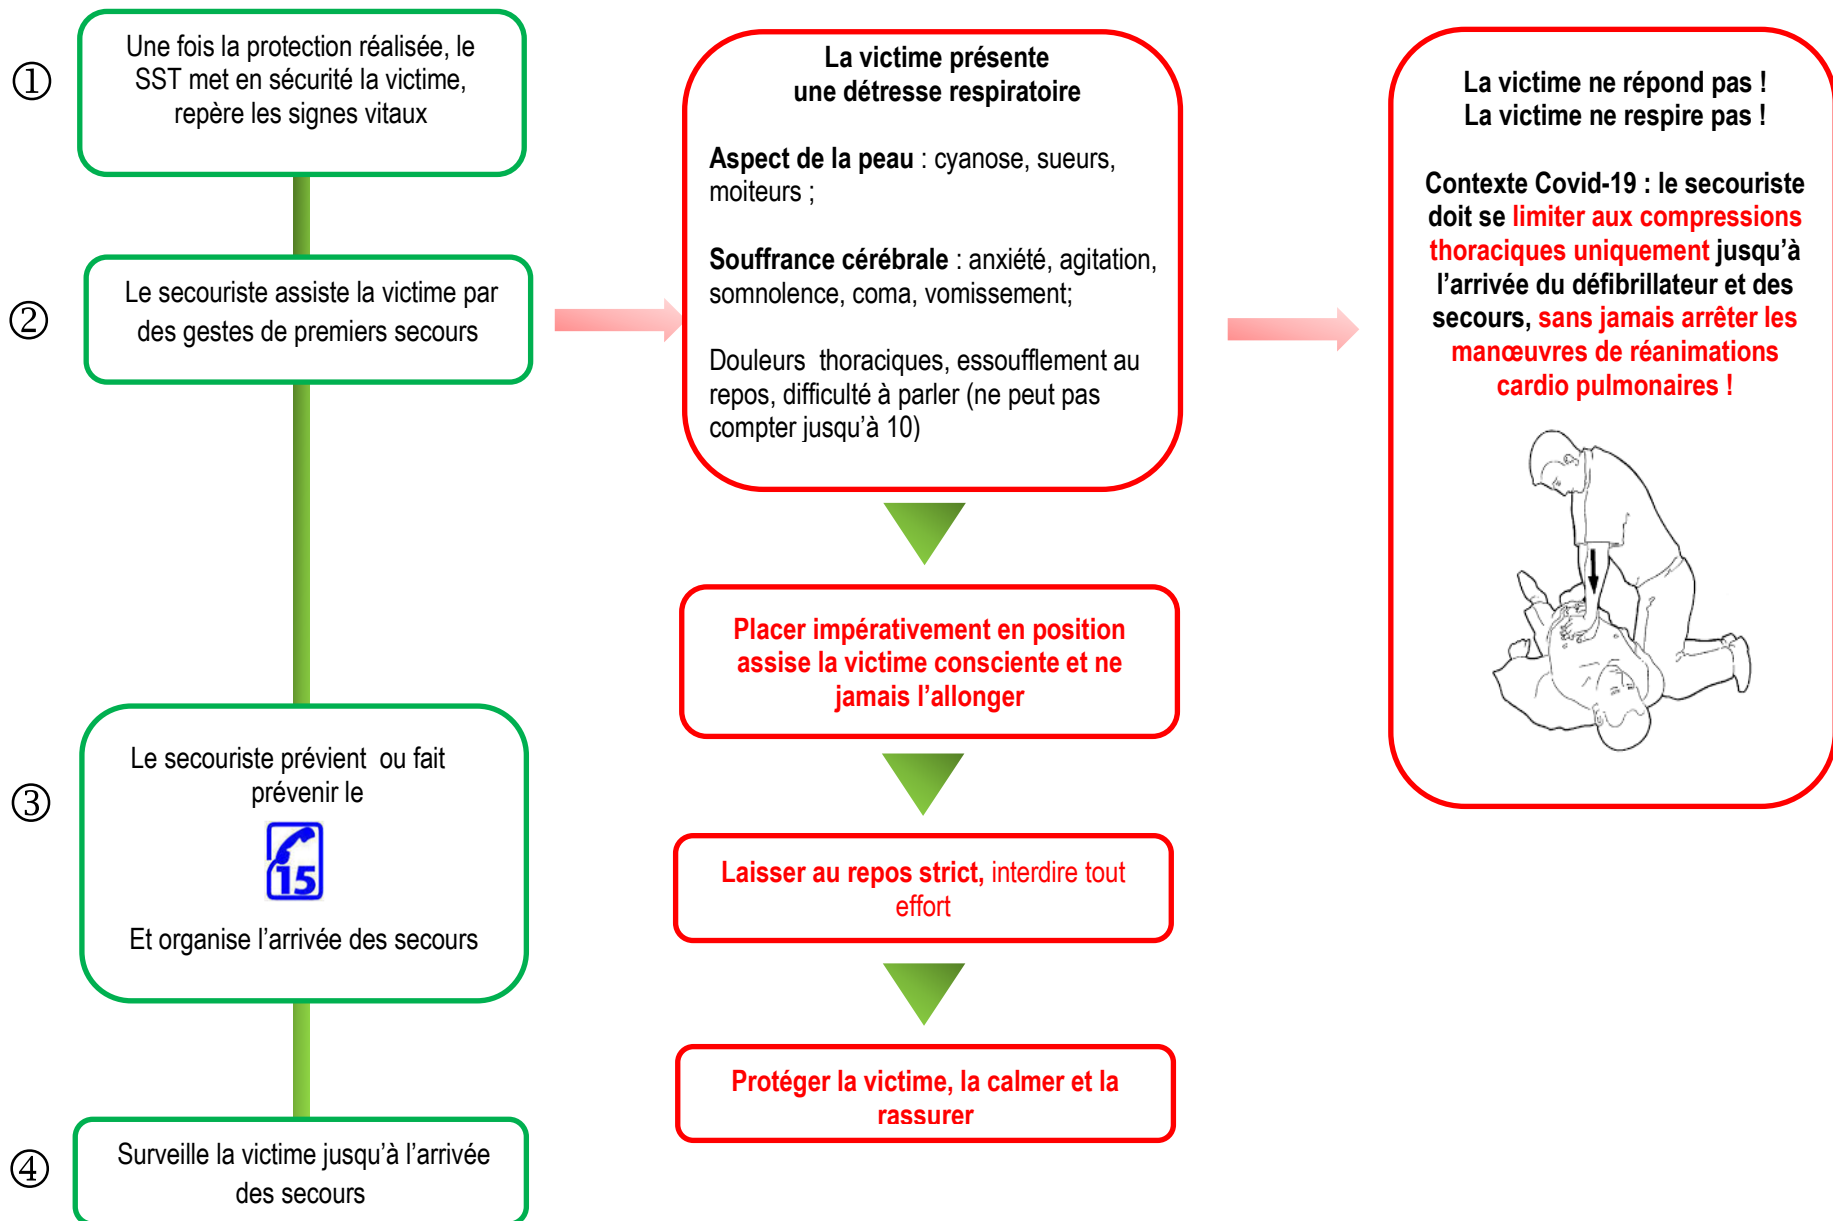 ①
Une fois la protection réalisée, le
SST met en sécurité la victime,
repère les signes vitaux
②
Le secouriste assiste la victime par
des gestes de premiers secours
③
Le secouriste prévient  ou fait
prévenir le
15
Et organise l’arrivée des secours
④
Surveille la victime jusqu’à l’arrivée
des secours
La victime présente
une détresse respiratoire
Aspect de la peau : cyanose, sueurs,
moiteurs ;
Souffrance cérébrale : anxiété, agitation,
somnolence, coma, vomissement;
Douleurs  thoraciques, essoufflement au
repos, difficulté à parler (ne peut pas
compter jusqu’à 10)
Placer impérativement en position
assise la victime consciente et ne
jamais l’allonger
Laisser au repos strict, interdire tout
effort
Protéger la victime, la calmer et la
rassurer
La victime ne répond pas !
La victime ne respire pas !
Contexte Covid-19 : le secouriste
doit se limiter aux compressions
thoraciques uniquement jusqu’à
l’arrivée du défibrillateur et des
secours, sans jamais arrêter les
manœuvres de réanimations
cardio pulmonaires !